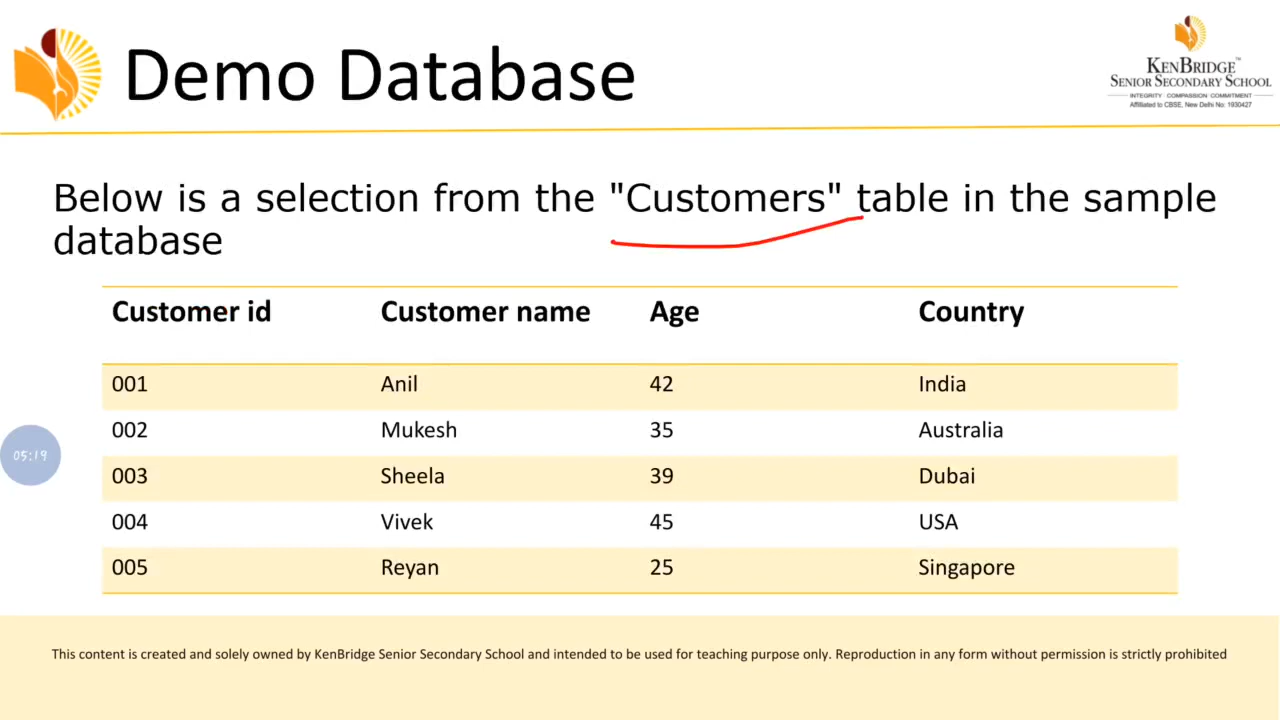 Demo Database
KENBRIDGE™
SENIOR SECONDARY SCHOOL
INTEGRITY COMPASSION COMMITMENT
Affiliated to CBSE, New Delhi No: 1930427
Below is a selection from the "Customers" table in the sample
database
Customer id Customer name Age Country
001 Anil 42 India
002 Mukesh 35 Australia
05:19
003 Sheela 39 Dubai
004 Vivek 45 USA
005 Reyan 25 Singapore
This content is created and solely owned by KenBridge Senior Secondary School and intended to be used for teaching purpose only. Reproduction in any form without permission is strictly prohibited